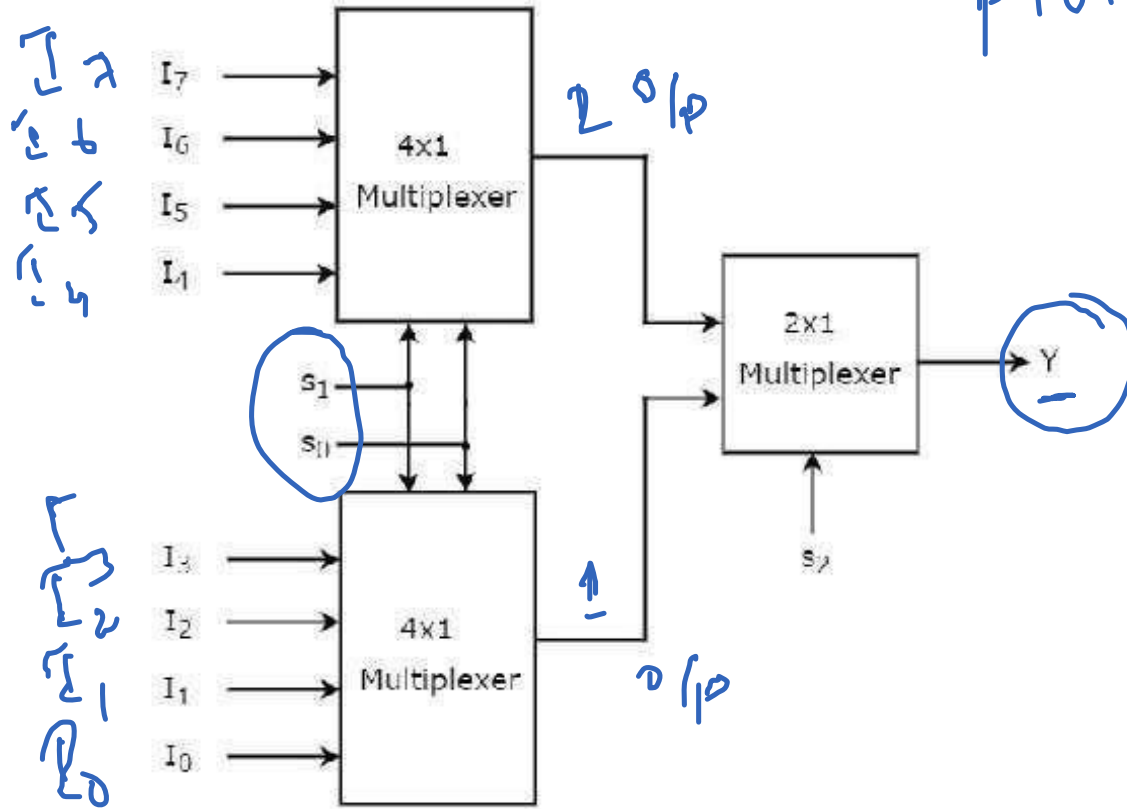 I 7
I₇
2 o/p
I 6
I₆
4x1
Multiplexer
I 5
I₅
I 4
I₄
2x1
Multiplexer
Y
s₁
s₀
s₂
I 3
I₃
I 2
I₂
4x1
Multiplexer
1
o/p
I 1
I₁
I 0
I₀